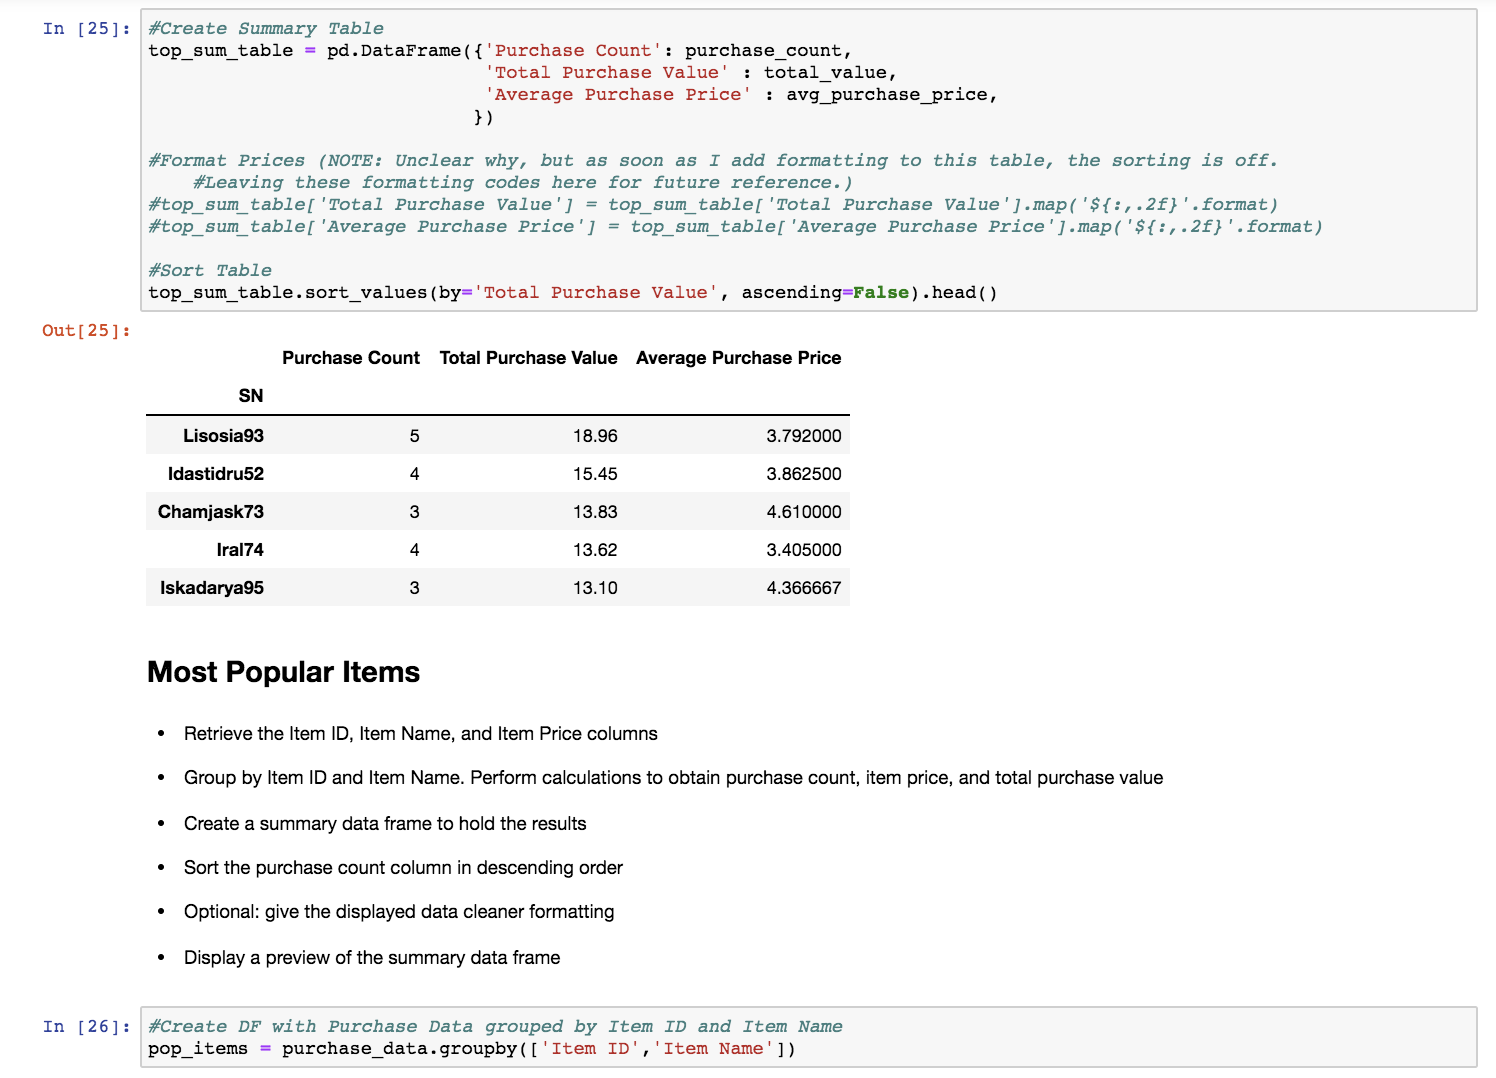 In [25]: #Create Summary Table
top_sum_table = pd.DataFrame({'Purchase Count': purchase_count,
'Total Purchase Value' : total_value,
'Average Purchase Price' : avg_purchase_price,
})
#Format Prices (NOTE: Unclear why, but as soon as I add formatting to this table, the sorting is off.
#Leaving these formatting codes here for future reference.)
#top_sum_table['Total Purchase Value'] = top_sum_table['Total Purchase Value'].map('${:,.2f}'.format)
#top_sum_table['Average Purchase Price'] = top_sum_table['Average Purchase Price'].map('${:,.2f}'.format)
#Sort Table
top_sum_table.sort_values(by='Total Purchase Value', ascending=False).head()
Out[25]:
Purchase Count Total Purchase Value Average Purchase Price
SN
Lisosia93 5 18.96 3.792000
Idastidru52 4 15.45 3.862500
Chamjask73 3 13.83 4.610000
Iral74 4 13.62 3.405000
Iskadarya95 3 13.10 4.366667
Most Popular Items
• Retrieve the Item ID, Item Name, and Item Price columns
• Group by Item ID and Item Name. Perform calculations to obtain purchase count, item price, and total purchase value
• Create a summary data frame to hold the results
• Sort the purchase count column in descending order
• Optional: give the displayed data cleaner formatting
• Display a preview of the summary data frame
In [26]: #Create DF with Purchase Data grouped by Item ID and Item Name
pop_items = purchase_data.groupby(['Item ID','Item Name'])